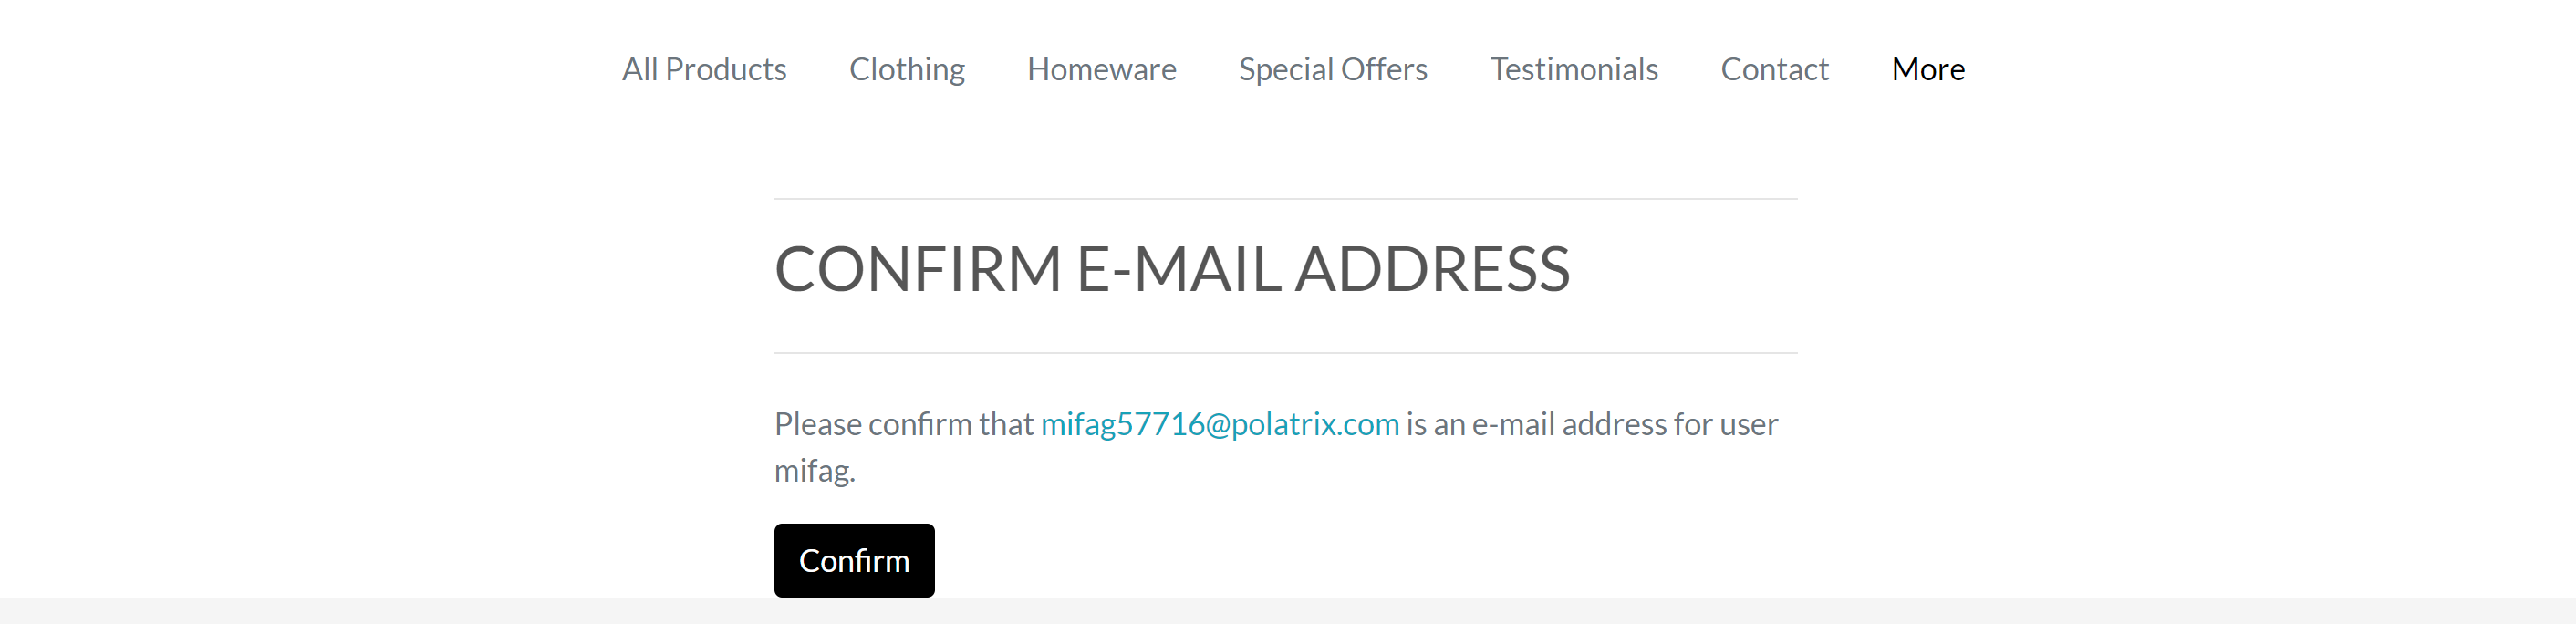 All Products Clothing Homeware Special Offers Testimonials Contact More
CONFIRM E-MAIL ADDRESS
Please confirm that mifag57716@polatrix.com is an e-mail address for user
mifag.
Confirm